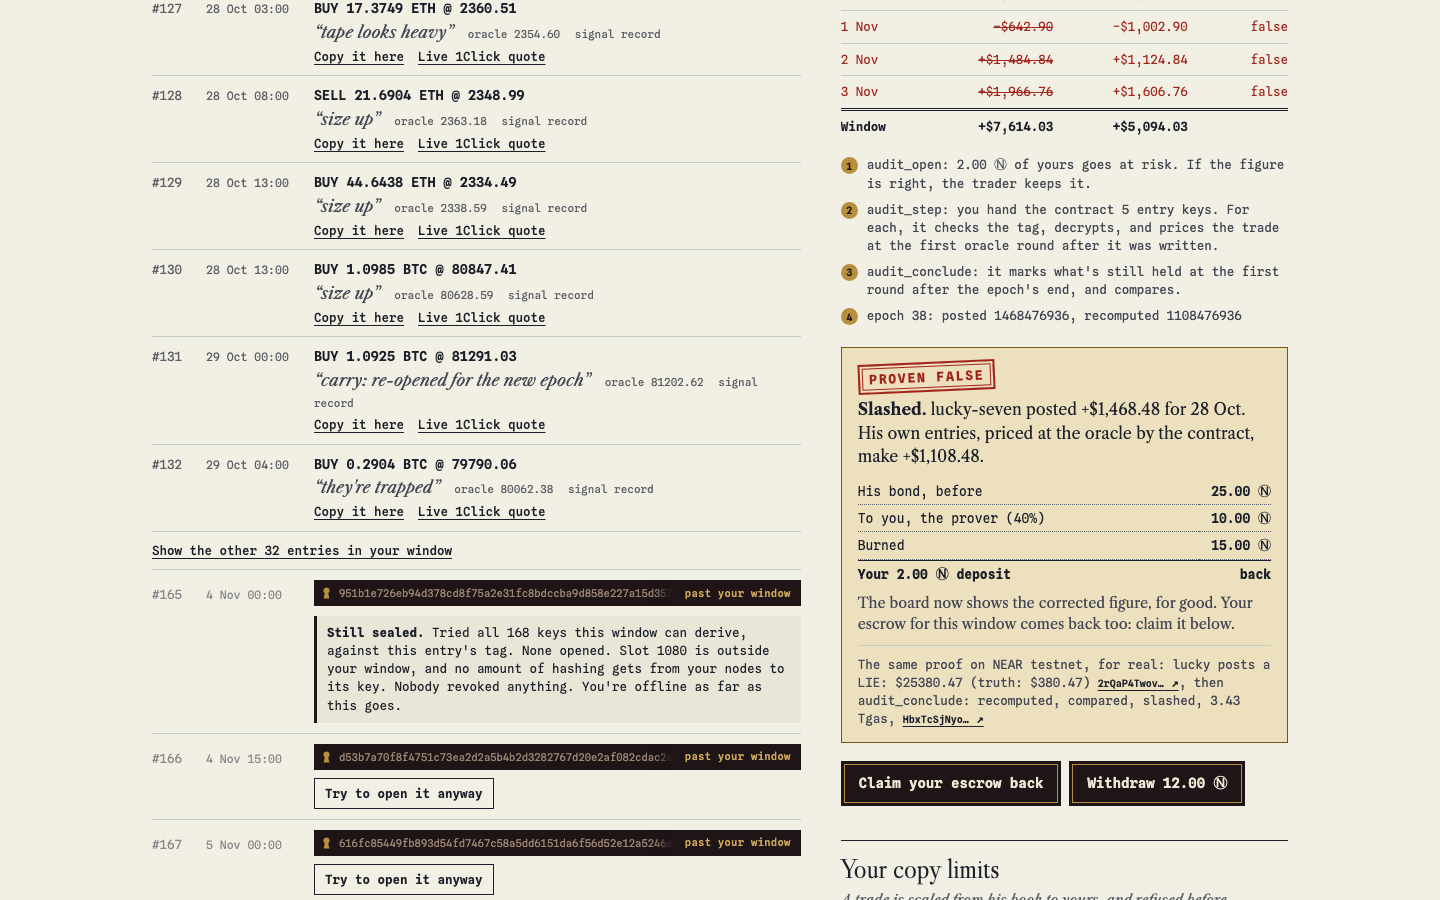 #127 28 Oct 03:00 BUY 17.3749 ETH @ 2360.51
“tape looks heavy” oracle 2354.60 signal record
Copy it here Live 1Click quote
#128 28 Oct 08:00 SELL 21.6904 ETH @ 2348.99
“size up” oracle 2363.18 signal record
Copy it here Live 1Click quote
#129 28 Oct 13:00 BUY 44.6438 ETH @ 2334.49
“size up” oracle 2338.59 signal record
Copy it here Live 1Click quote
#130 28 Oct 13:00 BUY 1.0985 BTC @ 80847.41
“size up” oracle 80628.59 signal record
Copy it here Live 1Click quote
#131 29 Oct 00:00 BUY 1.0925 BTC @ 81291.03
“carry: re-opened for the new epoch” oracle 81202.62 signal
record
Copy it here Live 1Click quote
#132 29 Oct 04:00 BUY 0.2904 BTC @ 79790.06
“they're trapped” oracle 80062.38 signal record
Copy it here Live 1Click quote
Show the other 32 entries in your window
#165 4 Nov 00:00 951b1e726eb94d378cd8f75a2e31fc8bdccba9d858e227a15d357 past your window
Still sealed. Tried all 168 keys this window can derive,
against this entry's tag. None opened. Slot 1080 is outside
your window, and no amount of hashing gets from your nodes to
its key. Nobody revoked anything. You're offline as far as
this goes.
#166 4 Nov 15:00 d53b7a70f8f4751c73ea2d2a5b4b2d3282767d20e2af082cdac2 past your window
Try to open it anyway
#167 5 Nov 00:00 616fc85449fb893d54fd7467c58a5dd6151da6f56d52e12a5246 past your window
Try to open it anyway
1 Nov −$642.90 −$1,002.90 false
2 Nov +$1,484.84 +$1,124.84 false
3 Nov +$1,966.76 +$1,606.76 false
Window +$7,614.03 +$5,094.03
1 audit_open: 2.00 Ⓝ of yours goes at risk. If the figure
is right, the trader keeps it.
2 audit_step: you hand the contract 5 entry keys. For
each, it checks the tag, decrypts, and prices the trade
at the first oracle round after it was written.
3 audit_conclude: it marks what's still held at the first
round after the epoch's end, and compares.
4 epoch 38: posted 1468476936, recomputed 1108476936
PROVEN FALSE
Slashed. lucky-seven posted +$1,468.48 for 28 Oct.
His own entries, priced at the oracle by the contract,
make +$1,108.48.
His bond, before 25.00 Ⓝ
To you, the prover (40%) 10.00 Ⓝ
Burned 15.00 Ⓝ
Your 2.00 Ⓝ deposit back
The board now shows the corrected figure, for good. Your
escrow for this window comes back too: claim it below.
The same proof on NEAR testnet, for real: lucky posts a
LIE: $25380.47 (truth: $380.47) 2rQaP4Twov… ↗, then
audit_conclude: recomputed, compared, slashed, 3.43
Tgas, HbxTcSjNyo… ↗
Claim your escrow back Withdraw 12.00 Ⓝ
Your copy limits
A trade is scaled from his book to yours, and refused before